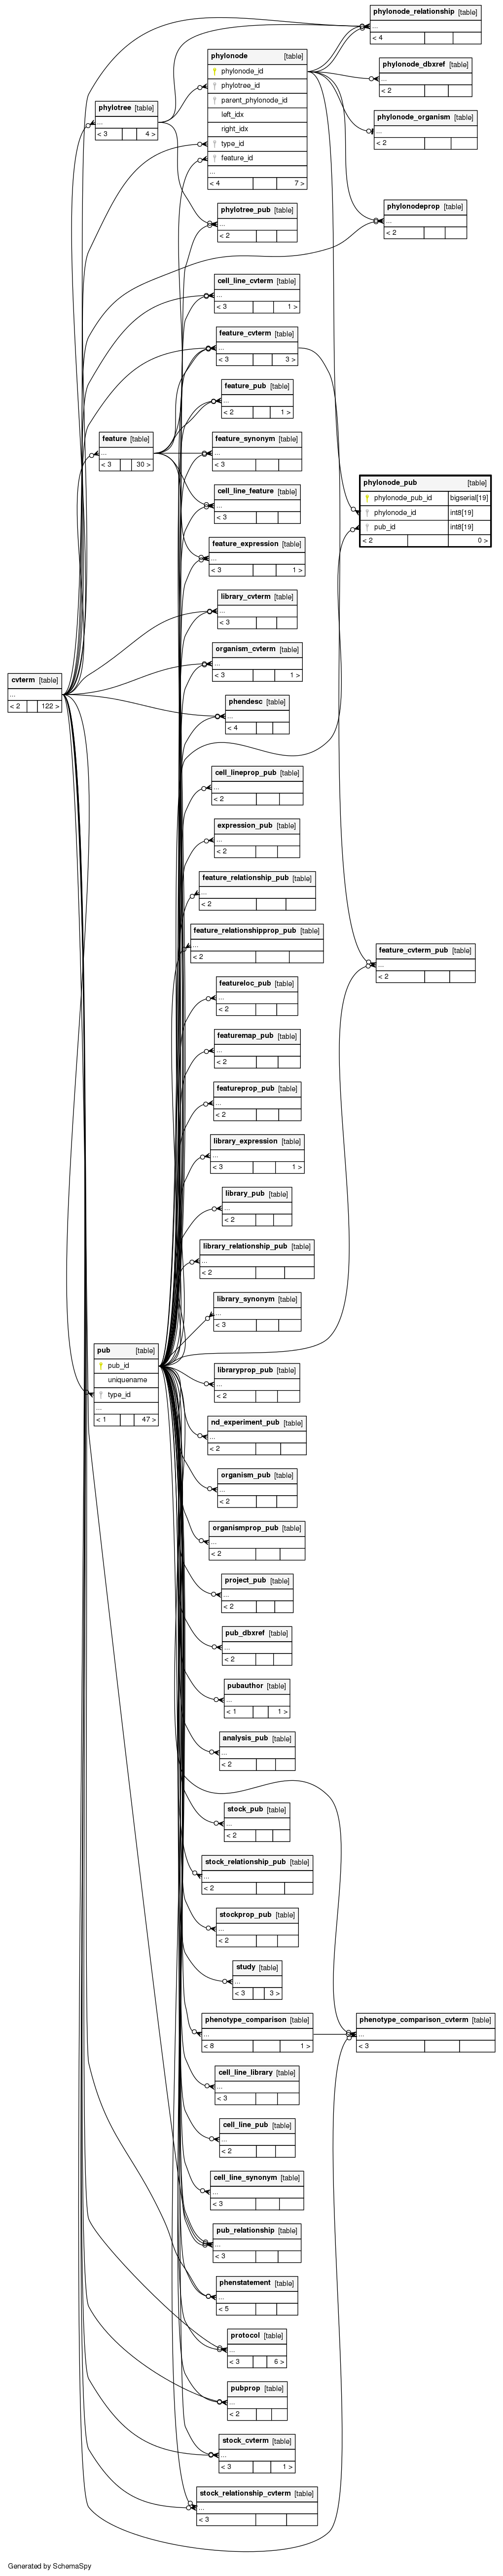 phylonode_relationship [table]
...
< 4
phylonode [table]
phylonode_id
phylotree_id
parent_phylonode_id
left_idx
right_idx
type_id
feature_id
...
< 4 7 >
phylonode_dbxref [table]
...
< 2
phylotree [table]
...
< 3 4 >
phylonode_organism [table]
...
< 2
phylotree_pub [table]
...
< 2
phylonodeprop [table]
...
< 2
cell_line_cvterm [table]
...
< 3 1 >
feature_cvterm [table]
...
< 3 3 >
feature_pub [table]
...
< 2 1 >
feature [table]
...
< 3 30 >
feature_synonym [table]
...
< 3
phylonode_pub [table]
phylonode_pub_id bigserial[19]
phylonode_id int8[19]
pub_id int8[19]
< 2 0 >
cell_line_feature [table]
...
< 3
feature_expression [table]
...
< 3 1 >
library_cvterm [table]
...
< 3
organism_cvterm [table]
...
< 3 1 >
cvterm [table]
...
< 2 122 >
phendesc [table]
...
< 4
cell_lineprop_pub [table]
...
< 2
expression_pub [table]
...
< 2
feature_relationship_pub [table]
...
< 2
feature_relationshipprop_pub [table]
...
< 2
feature_cvterm_pub [table]
...
< 2
featureloc_pub [table]
...
< 2
featuremap_pub [table]
...
< 2
featureprop_pub [table]
...
< 2
library_expression [table]
...
< 3 1 >
library_pub [table]
...
< 2
library_relationship_pub [table]
...
< 2
library_synonym [table]
...
< 3
pub [table]
pub_id
uniquename
type_id
...
< 1 47 >
libraryprop_pub [table]
...
< 2
nd_experiment_pub [table]
...
< 2
organism_pub [table]
...
< 2
organismprop_pub [table]
...
< 2
project_pub [table]
...
< 2
pub_dbxref [table]
...
< 2
pubauthor [table]
...
< 1 1 >
analysis_pub [table]
...
< 2
stock_pub [table]
...
< 2
stock_relationship_pub [table]
...
< 2
stockprop_pub [table]
...
< 2
study [table]
...
< 3 3 >
phenotype_comparison [table]
...
< 8 1 >
phenotype_comparison_cvterm [table]
...
< 3
cell_line_library [table]
...
< 3
cell_line_pub [table]
...
< 2
cell_line_synonym [table]
...
< 3
pub_relationship [table]
...
< 3
phenstatement [table]
...
< 5
protocol [table]
...
< 3 6 >
pubprop [table]
...
< 2
stock_cvterm [table]
...
< 3 1 >
stock_relationship_cvterm [table]
...
< 3
Generated by SchemaSpy